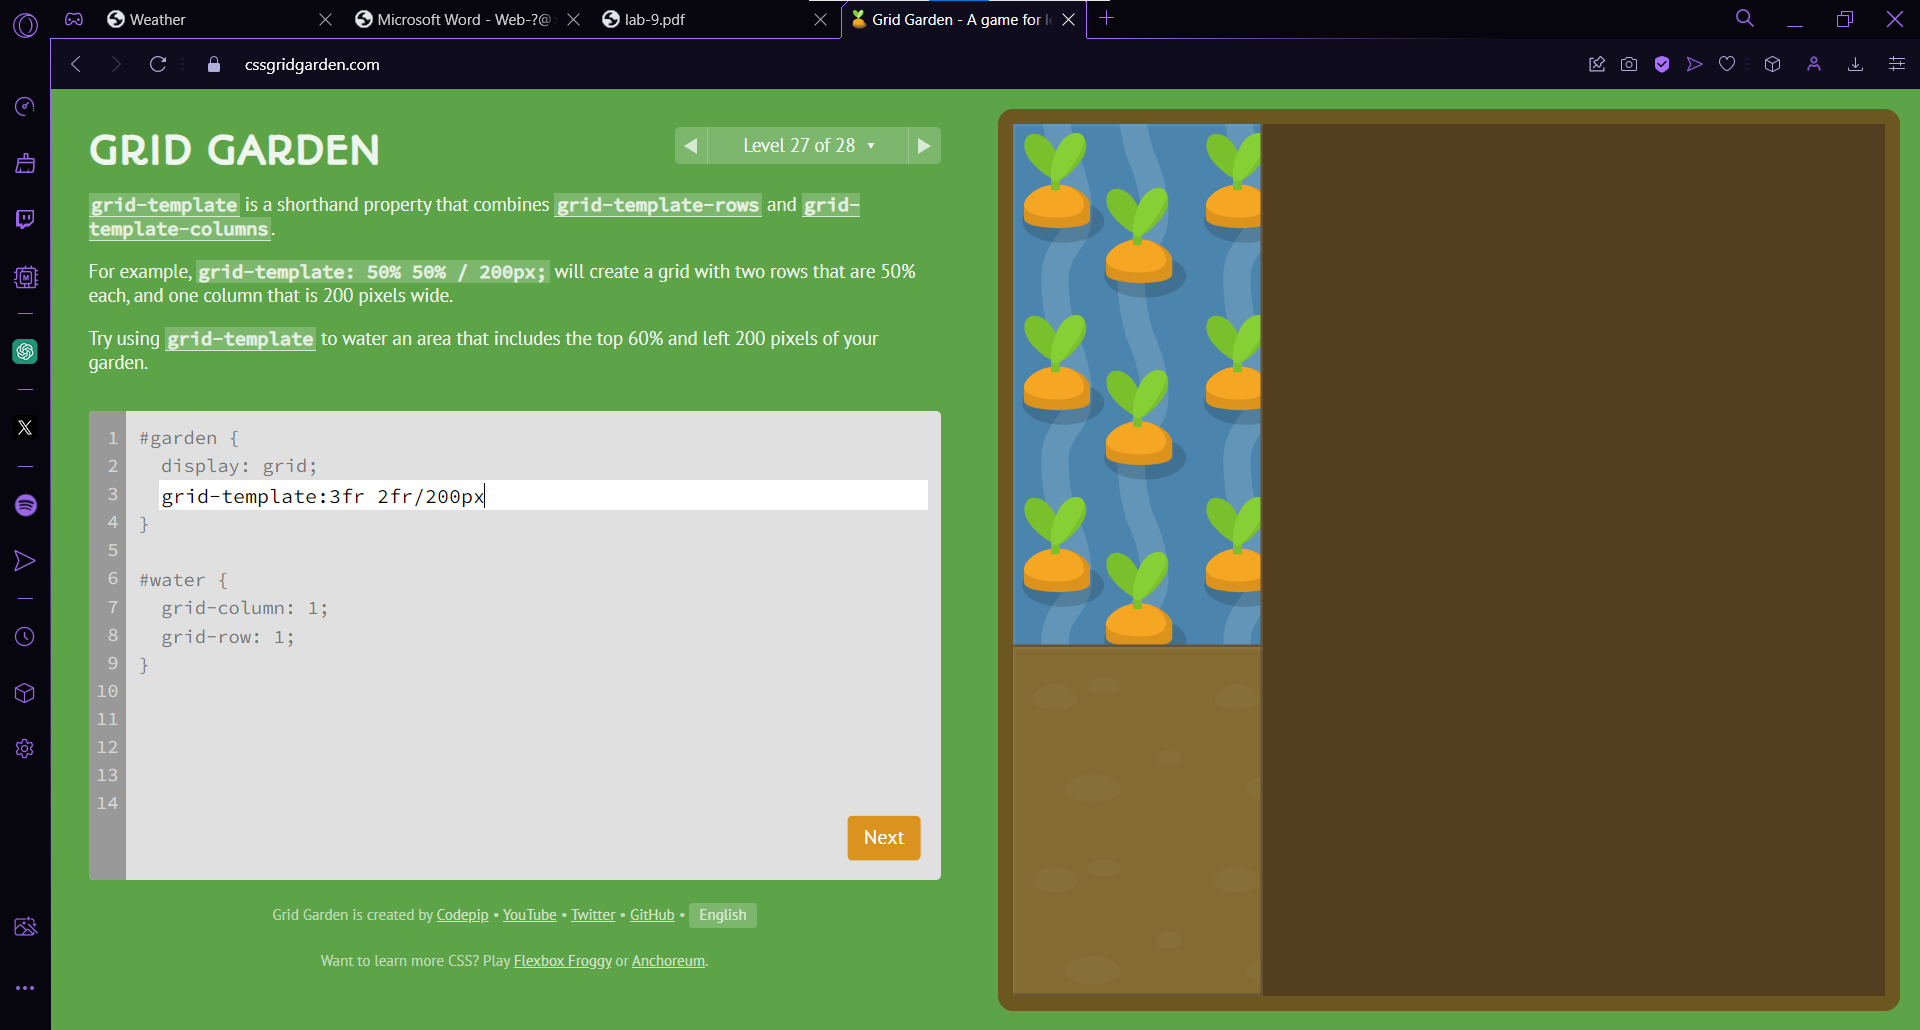 Weather
Microsoft Word - Web-?@
lab-9.pdf
Grid Garden - A game for l
cssgridgarden.com
GRID GARDEN
Level 27 of 28
grid-template is a shorthand property that combines grid-template-rows and grid-
template-columns.
For example, grid-template: 50% 50% / 200px; will create a grid with two rows that are 50%
each, and one column that is 200 pixels wide.
Try using grid-template to water an area that includes the top 60% and left 200 pixels of your
garden.
1 #garden {
2 display: grid;
3 grid-template:3fr 2fr/200px
4 }
5
6 #water {
7 grid-column: 1;
8 grid-row: 1;
9 }
10
11
12
13
14
Next
Grid Garden is created by Codepip • YouTube • Twitter • GitHub • English
Want to learn more CSS? Play Flexbox Froggy or Anchoreum.